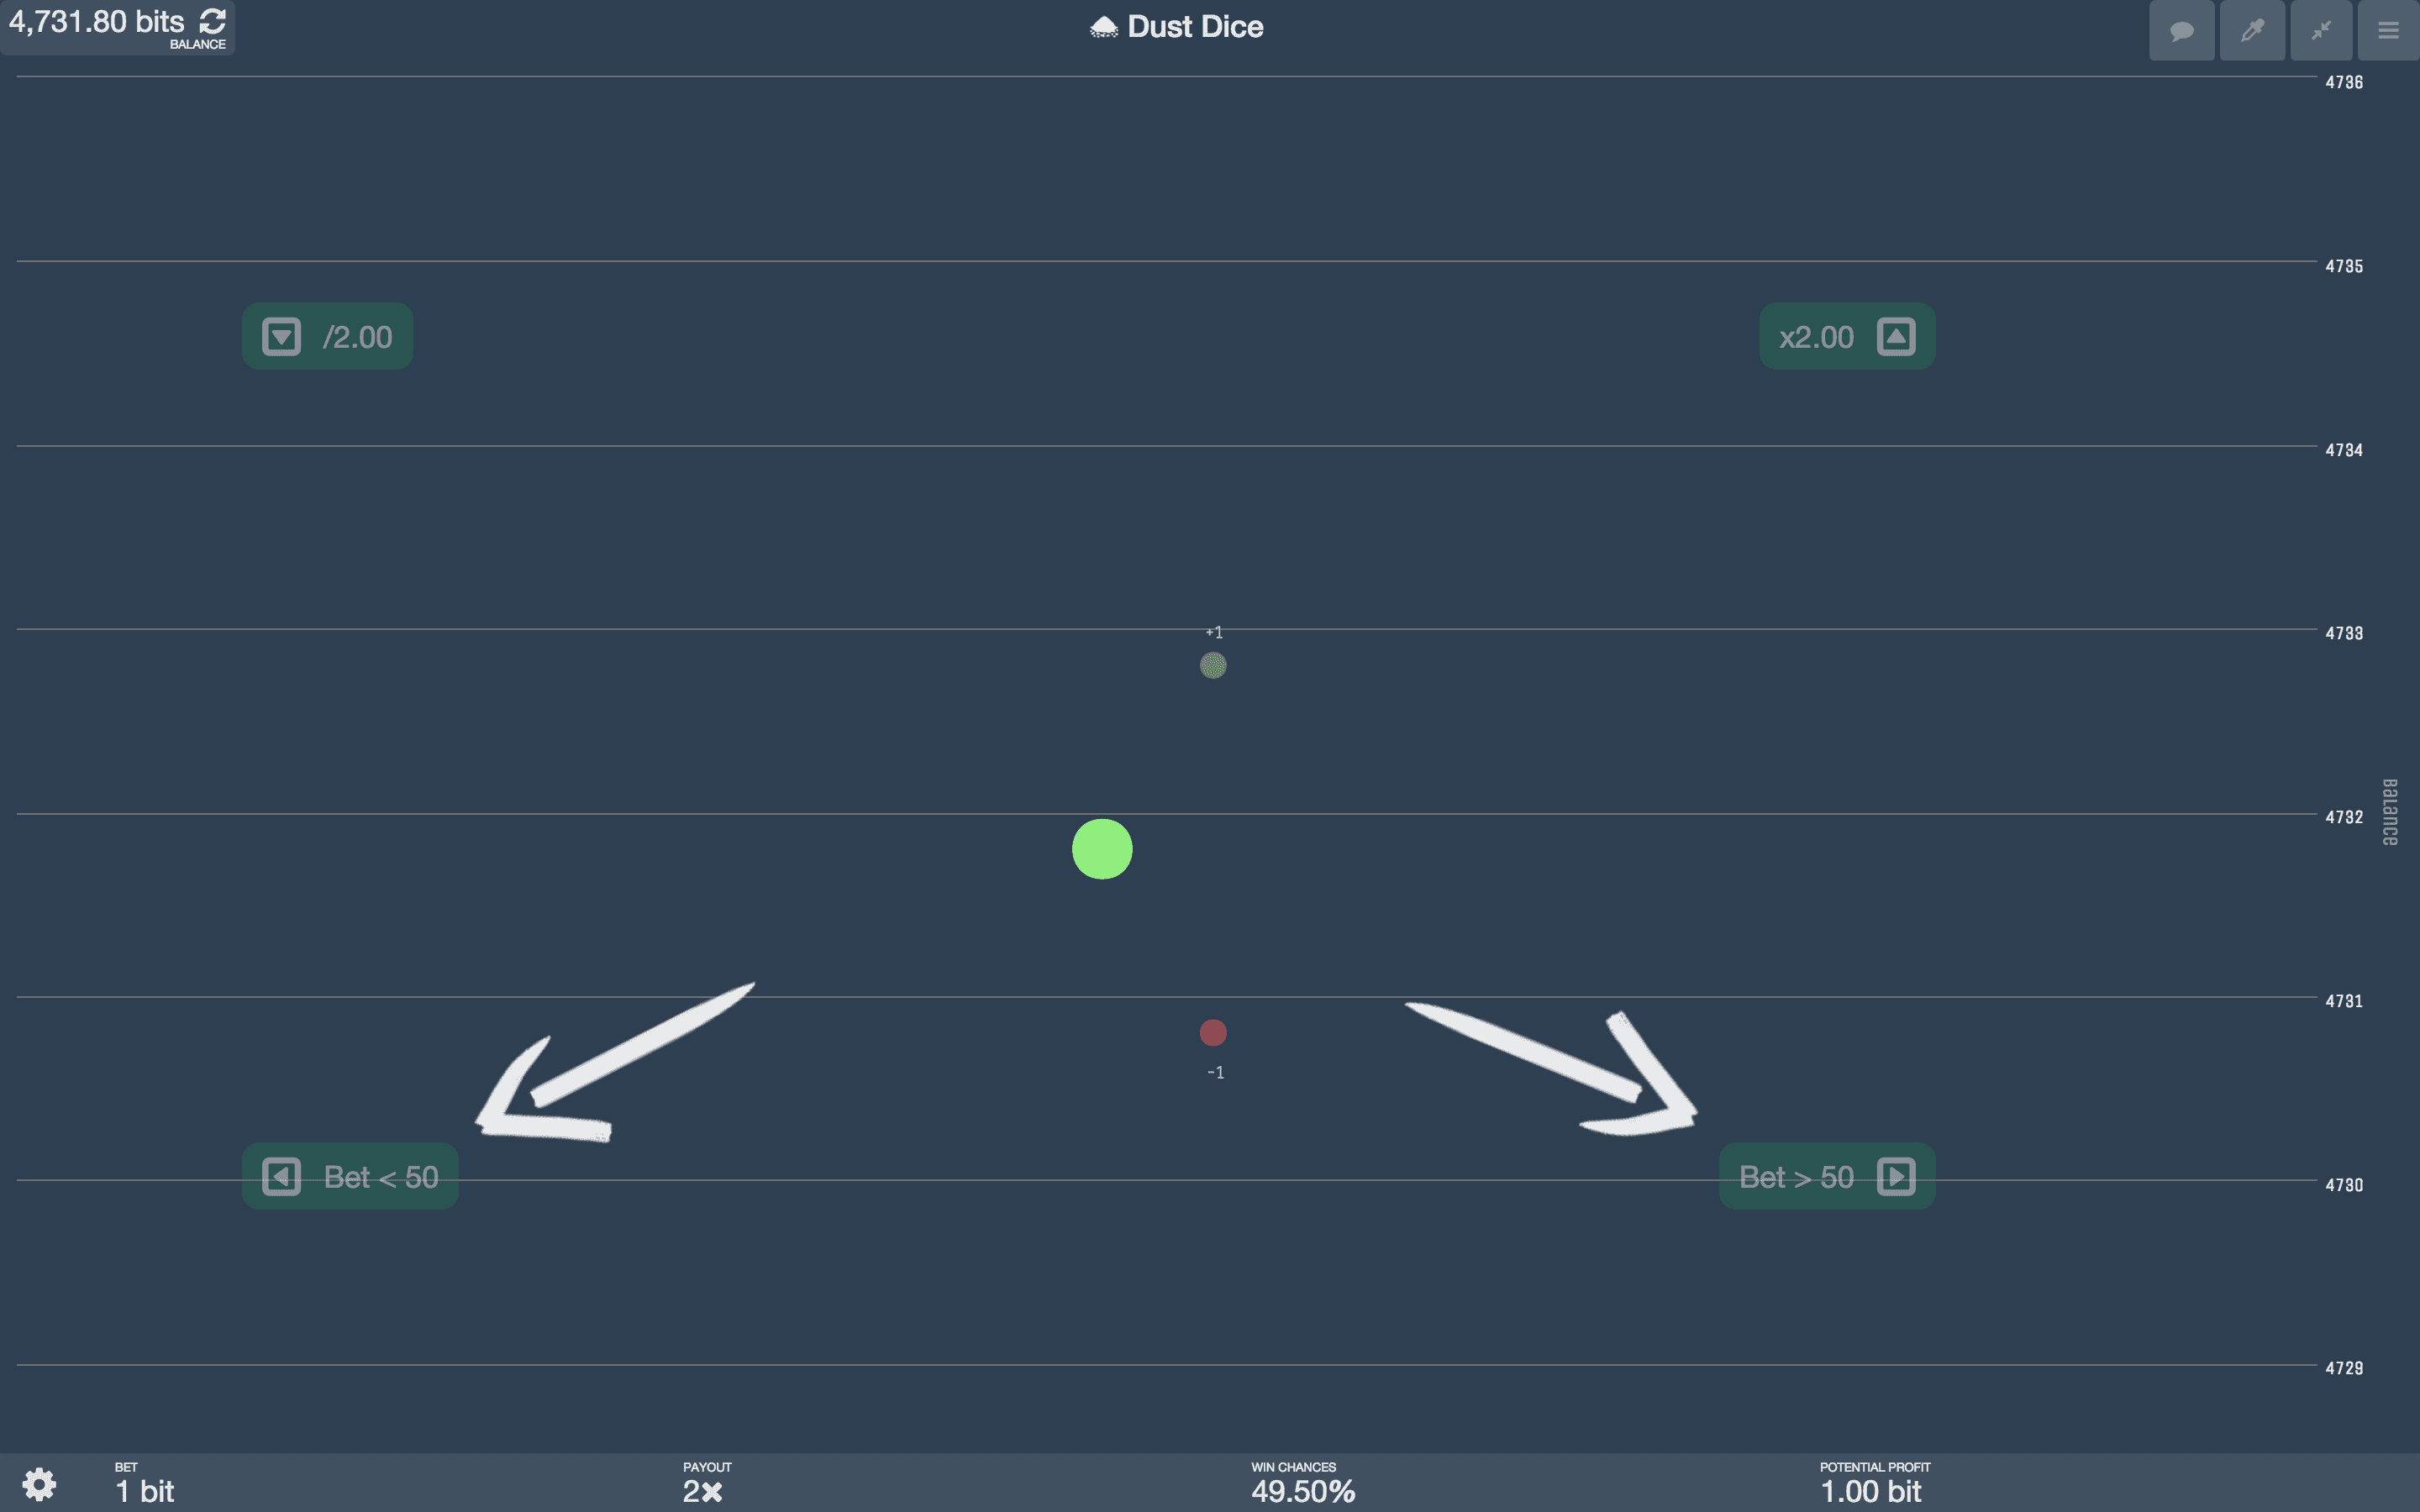 4,731.80 bits
BALANCE
Dust Dice
4736
4735
/2.00
x2.00
4734
+1
4733
4732
Balance
4731
-1
Bet < 50
Bet > 50
4730
4729
BET
1 bit
PAYOUT
2×
WIN CHANCES
49.50%
POTENTIAL PROFIT
1.00 bit